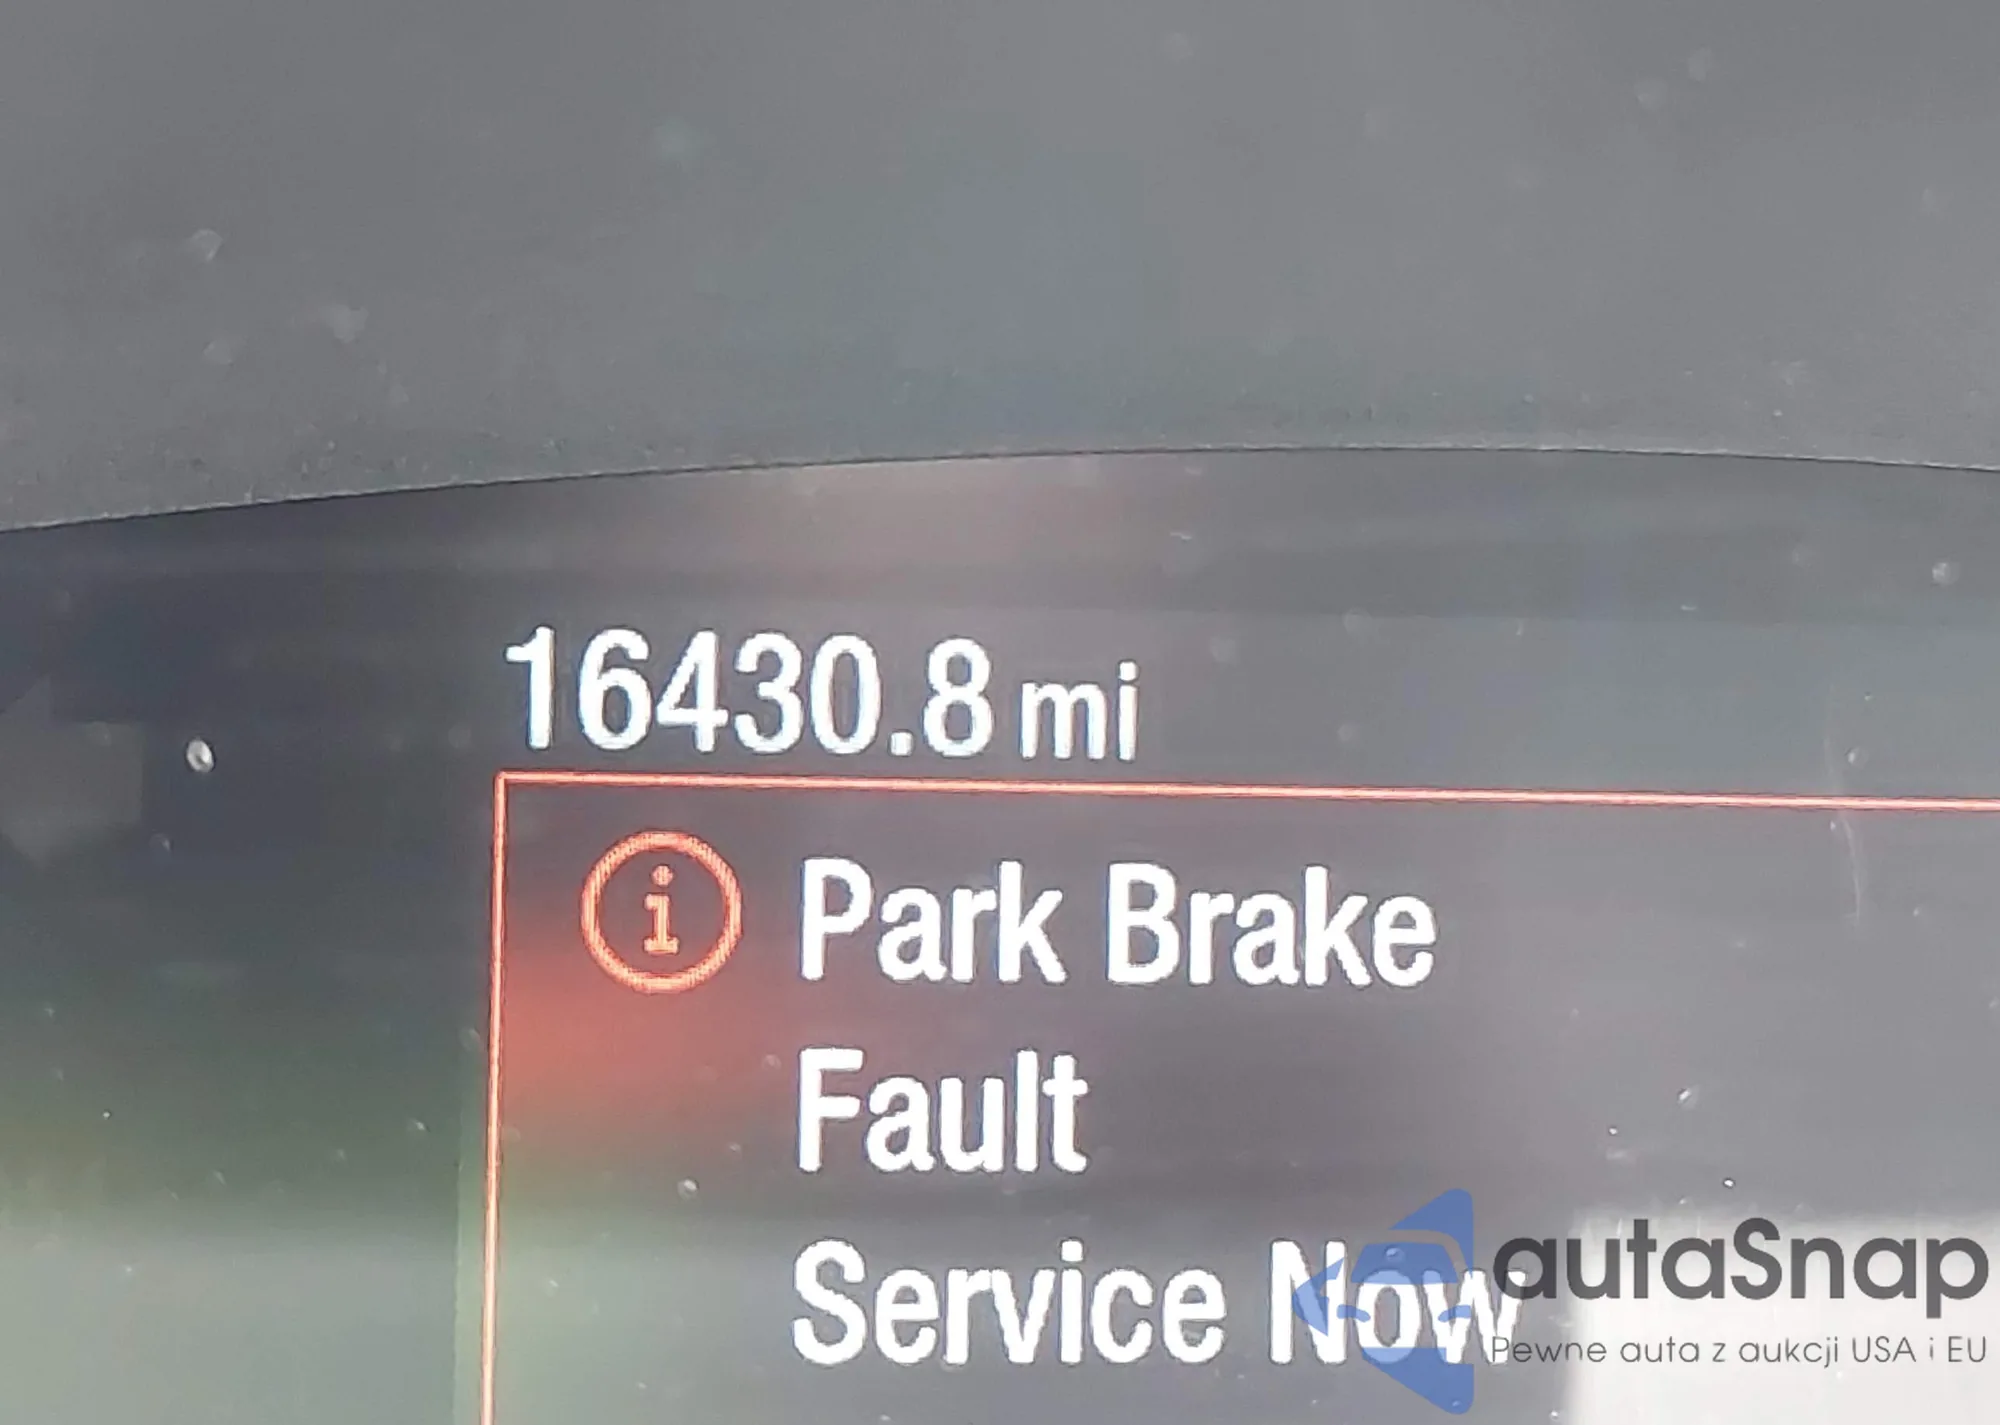 16430.8 mi
i Park Brake
Fault
Service Now
autaSnap
Pewne auta z aukcji USA i EU